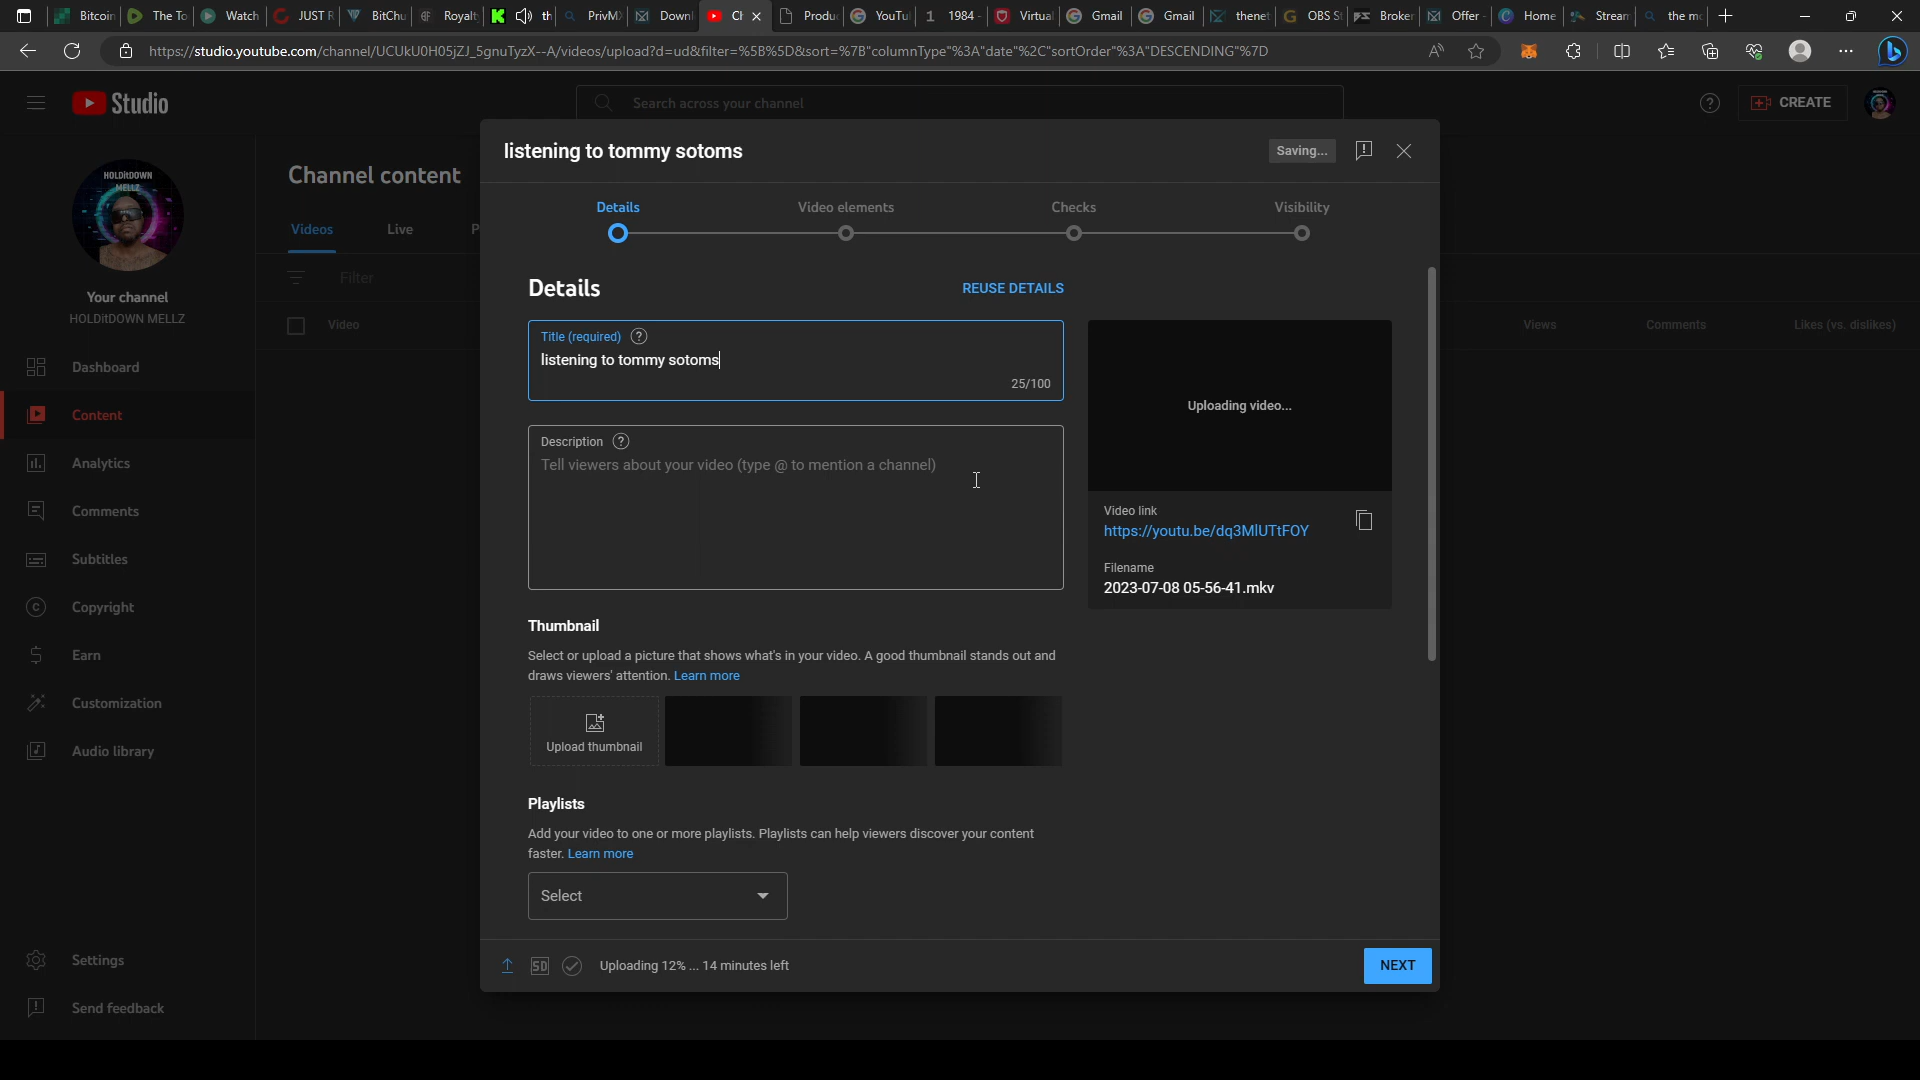 Bitcoin
The To
Watch
JUST R
BitChu
Royalt
th
PrivMX
Downl
Cl
Produc
YouTu
1984 -
Virtual
Gmail
Gmail
thenet
OBS St
Broker
Offer -
Home
Stream
the mo
https://studio.youtube.com/channel/UCUkU0H05jZJ_5gnuTyzX--A/videos/upload?d=ud&filter=%5B%5D&sort=%7B"columnType"%3A"date"%2C"sortOrder"%3A"DESCENDING"%7D
Studio
Search across your channel
CREATE
HOLDItDOWN
MELLZ
Your channel
HOLDitDOWN MELLZ
Dashboard
Content
Analytics
Comments
Subtitles
Copyright
Earn
Customization
Audio library
Settings
Send feedback
Channel content
Videos
Live
P
Filter
Video
Views
Comments
Likes (vs. dislikes)
listening to tommy sotoms
Saving...
Details
Video elements
Checks
Visibility
Details
REUSE DETAILS
Title (required)
listening to tommy sotoms
25/100
Description
Tell viewers about your video (type @ to mention a channel)
Uploading video...
Video link
https://youtu.be/dq3MlUTtFOY
Filename
2023-07-08 05-56-41.mkv
Thumbnail
Select or upload a picture that shows what's in your video. A good thumbnail stands out and
draws viewers' attention. Learn more
Upload thumbnail
Playlists
Add your video to one or more playlists. Playlists can help viewers discover your content
faster. Learn more
Select
SD
Uploading 12% ... 14 minutes left
NEXT